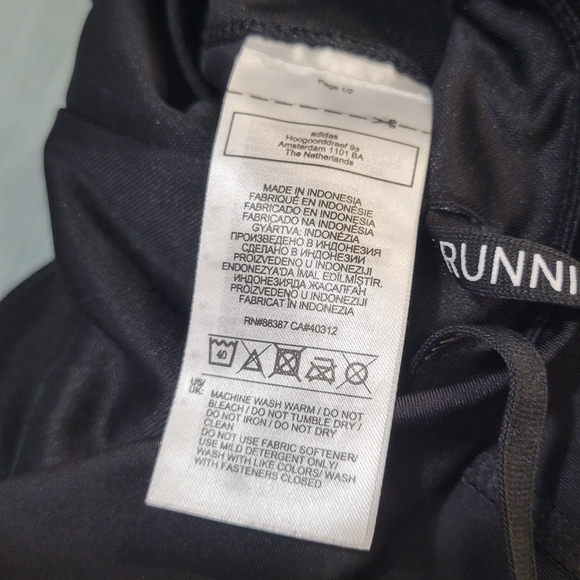 Page 1/2
adidas
Hoogoorddreef 9a
Amsterdam 1101 BA
The Netherlands
MADE IN INDONESIA
FABRIQUÉ EN INDONÉSIE
FABRICADO EN INDONESIA
FABRICADO NA INDONÉSIA
GYÁRTVA: INDONÉZIA
ПРОИЗВЕДЕНО В ИНДОНЕЗИЯ
СДЕЛАНО В ИНДОНЕЗИИ
PROIZVEDENO U INDONEZIJI
ENDONEZYA'DA İMAL EDİLMİŞTİR.
ИНДОНЕЗИЯДА ЖАСАЛҒАН
PROIZVEDENO V INDONEZIJI
FABRICAT ÎN INDONEZIA
RN#88387 CA#40312
40
US/
UK:
MACHINE WASH WARM / DO NOT
BLEACH / DO NOT TUMBLE DRY /
DO NOT IRON / DO NOT DRY
CLEAN
DO NOT USE FABRIC SOFTENER/
USE MILD DETERGENT ONLY/
WASH WITH LIKE COLORS/ WASH
WITH FASTENERS CLOSED
RUNNI